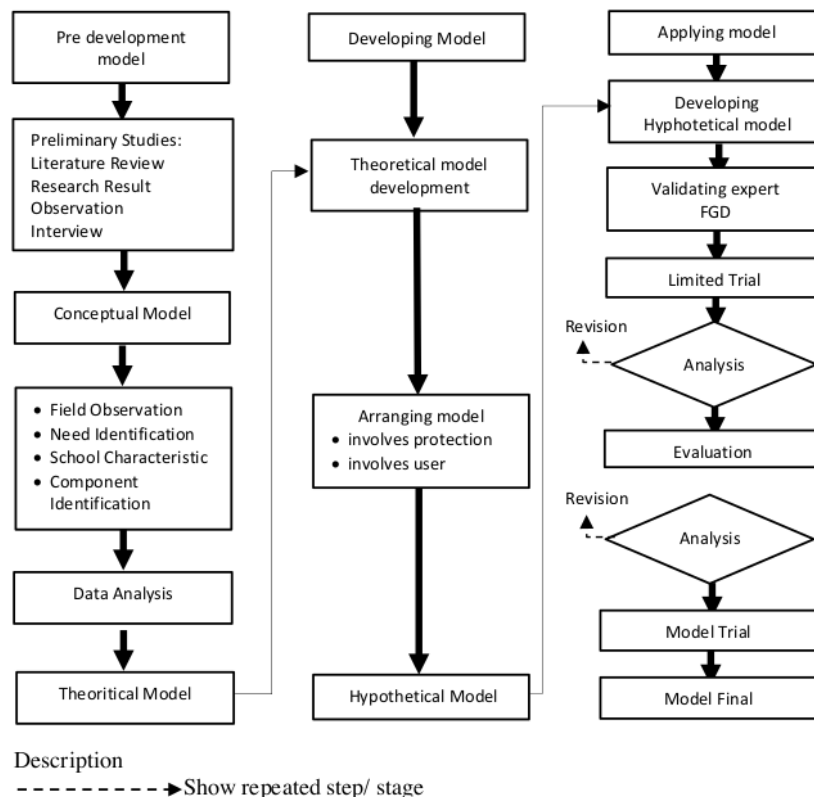 Pre development
model
Preliminary Studies:
Literature Review
Research Result
Observation
Interview
Conceptual Model
• Field Observation
• Need Identification
• School Characteristic
• Component
Identification
Data Analysis
Theoritical Model
Developing Model
Theoretical model
development
Arranging model
• involves protection
• involves user
Hypothetical Model
Applying model
Developing
Hyphotetical model
Validating expert
FGD
Limited Trial
Revision
Analysis
Evaluation
Revision
Analysis
Model Trial
Model Final
Description
Show repeated step/ stage